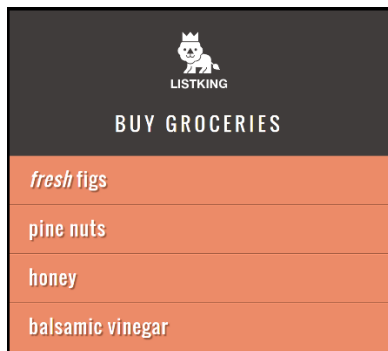 LISTKING
BUY GROCERIES
fresh figs
pine nuts
honey
balsamic vinegar